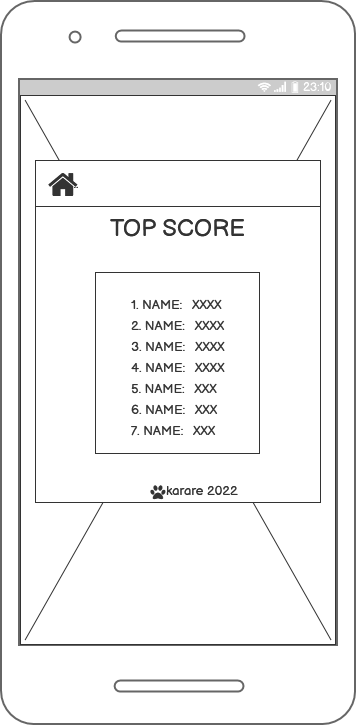 23:10
TOP SCORE
1. NAME: XXXX
2. NAME: XXXX
3. NAME: XXXX
4. NAME: XXXX
5. NAME: XXX
6. NAME: XXX
7. NAME: XXX
karare 2022